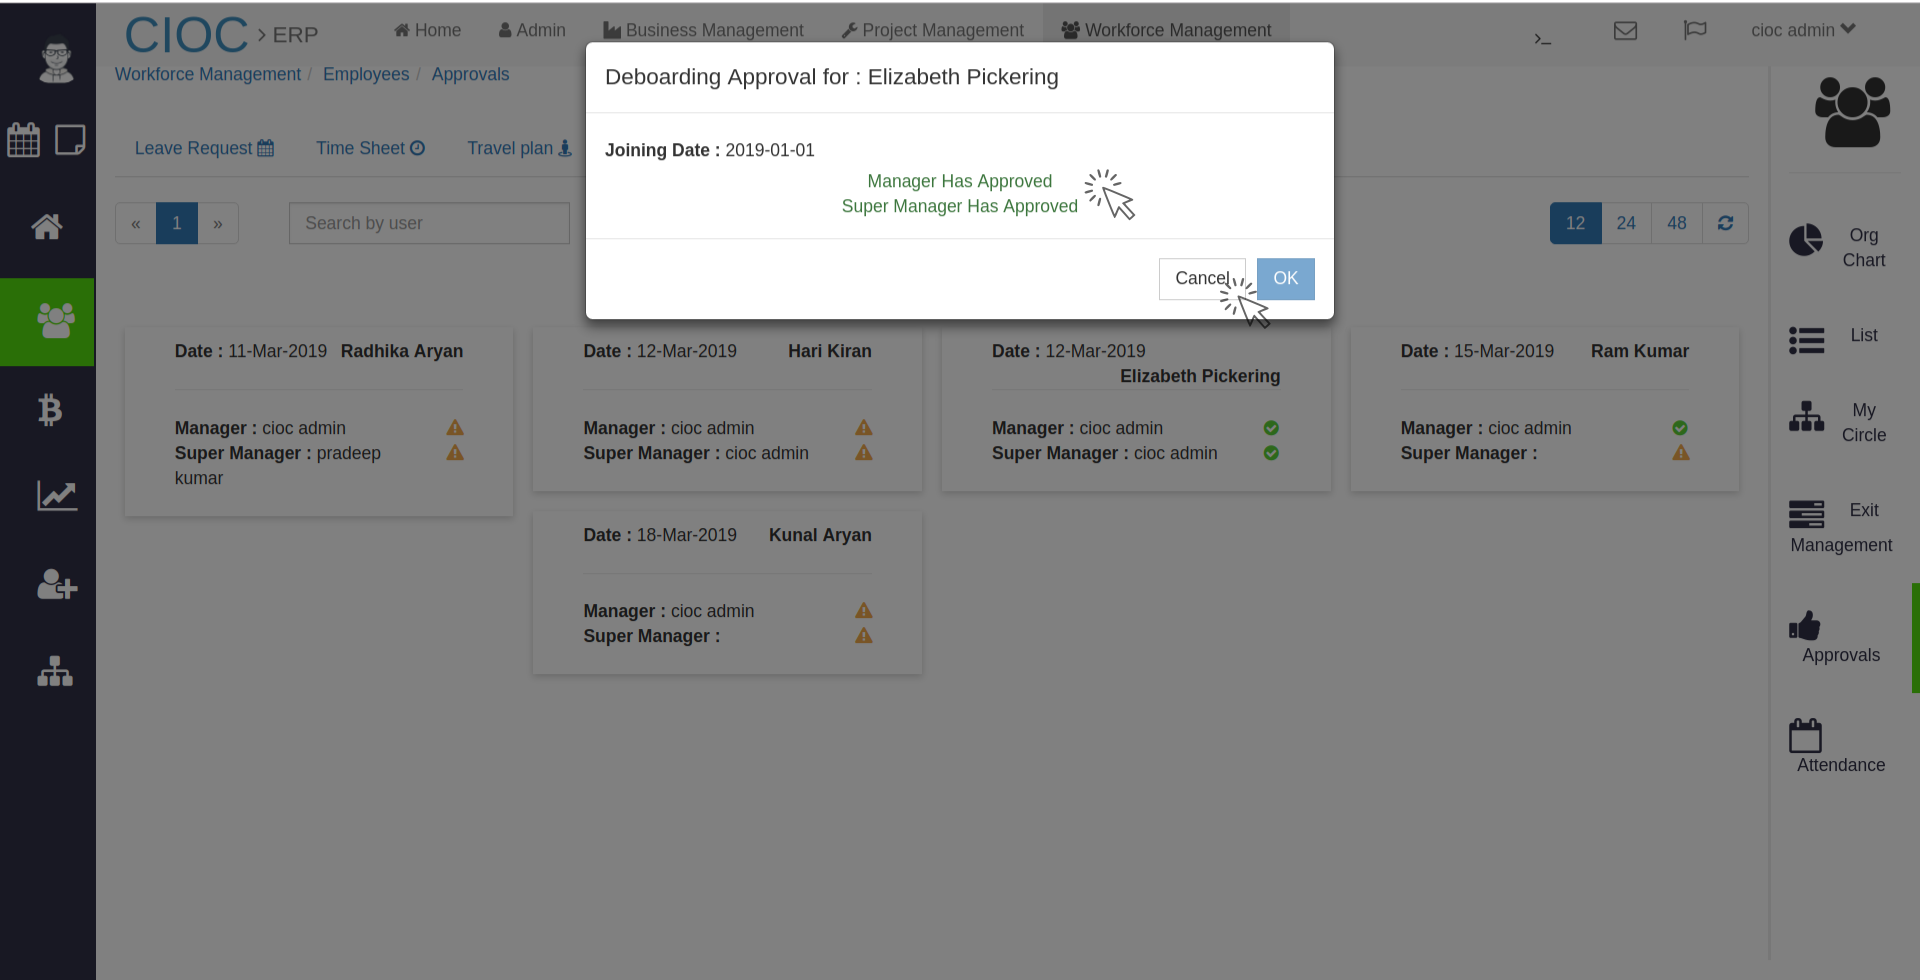 CIOC > ERP
Home
Admin
Business Management
Project Management
Workforce Management
>_
cioc admin
Workforce Management / Employees / Approvals
Deboarding Approval for : Elizabeth Pickering
Leave Request
Time Sheet
Travel plan
Joining Date : 2019-01-01
Manager Has Approved
Super Manager Has Approved
« 1 »
Search by user
12 24 48
Cancel
OK
Date : 11-Mar-2019 Radhika Aryan
Manager : cioc admin
Super Manager : pradeep
kumar
Date : 12-Mar-2019 Hari Kiran
Manager : cioc admin
Super Manager : cioc admin
Date : 12-Mar-2019
Elizabeth Pickering
Manager : cioc admin
Super Manager : cioc admin
Date : 15-Mar-2019 Ram Kumar
Manager : cioc admin
Super Manager :
Date : 18-Mar-2019 Kunal Aryan
Manager : cioc admin
Super Manager :
Org
Chart
List
My
Circle
Exit
Management
Approvals
Attendance